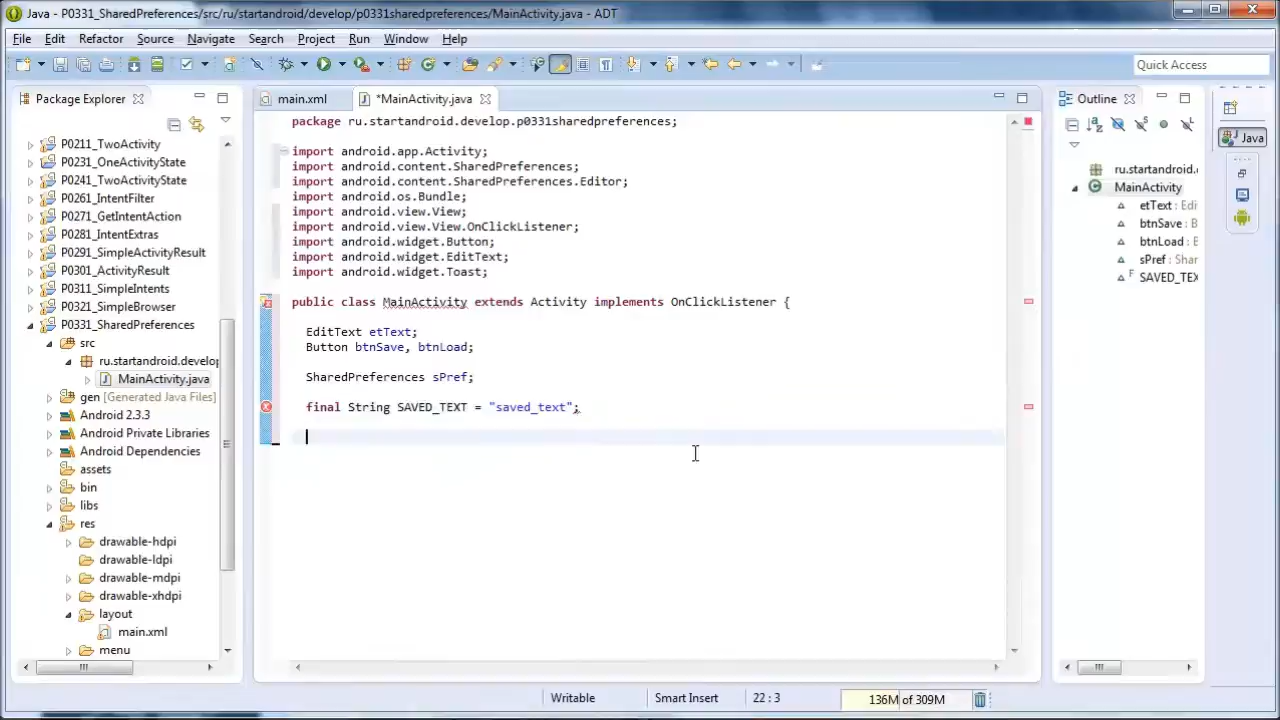 Java - P0331_SharedPreferences/src/ru/startandroid/develop/p0331sharedpreferences/MainActivity.java - ADT
File Edit Refactor Source Navigate Search Project Run Window Help
Quick Access
Package Explorer
main.xml
*MainActivity.java
Outline
Java
P0211_TwoActivity
P0231_OneActivityState
P0241_TwoActivityState
P0261_IntentFilter
P0271_GetIntentAction
P0281_IntentExtras
P0291_SimpleActivityResult
P0301_ActivityResult
P0311_SimpleIntents
P0321_SimpleBrowser
P0331_SharedPreferences
src
ru.startandroid.develop
MainActivity.java
gen [Generated Java Files]
Android 2.3.3
Android Private Libraries
Android Dependencies
assets
bin
libs
res
drawable-hdpi
drawable-ldpi
drawable-mdpi
drawable-xhdpi
layout
main.xml
menu
package ru.startandroid.develop.p0331sharedpreferences;
import android.app.Activity;
import android.content.SharedPreferences;
import android.content.SharedPreferences.Editor;
import android.os.Bundle;
import android.view.View;
import android.view.View.OnClickListener;
import android.widget.Button;
import android.widget.EditText;
import android.widget.Toast;
public class MainActivity extends Activity implements OnClickListener {
EditText etText;
Button btnSave, btnLoad;
SharedPreferences sPref;
final String SAVED_TEXT = "saved_text";
ru.startandroid.
MainActivity
etText : Edi
btnSave : B
btnLoad : B
sPref : Shar
F SAVED_TEX
Writable
Smart Insert
22 : 3
136M of 309M